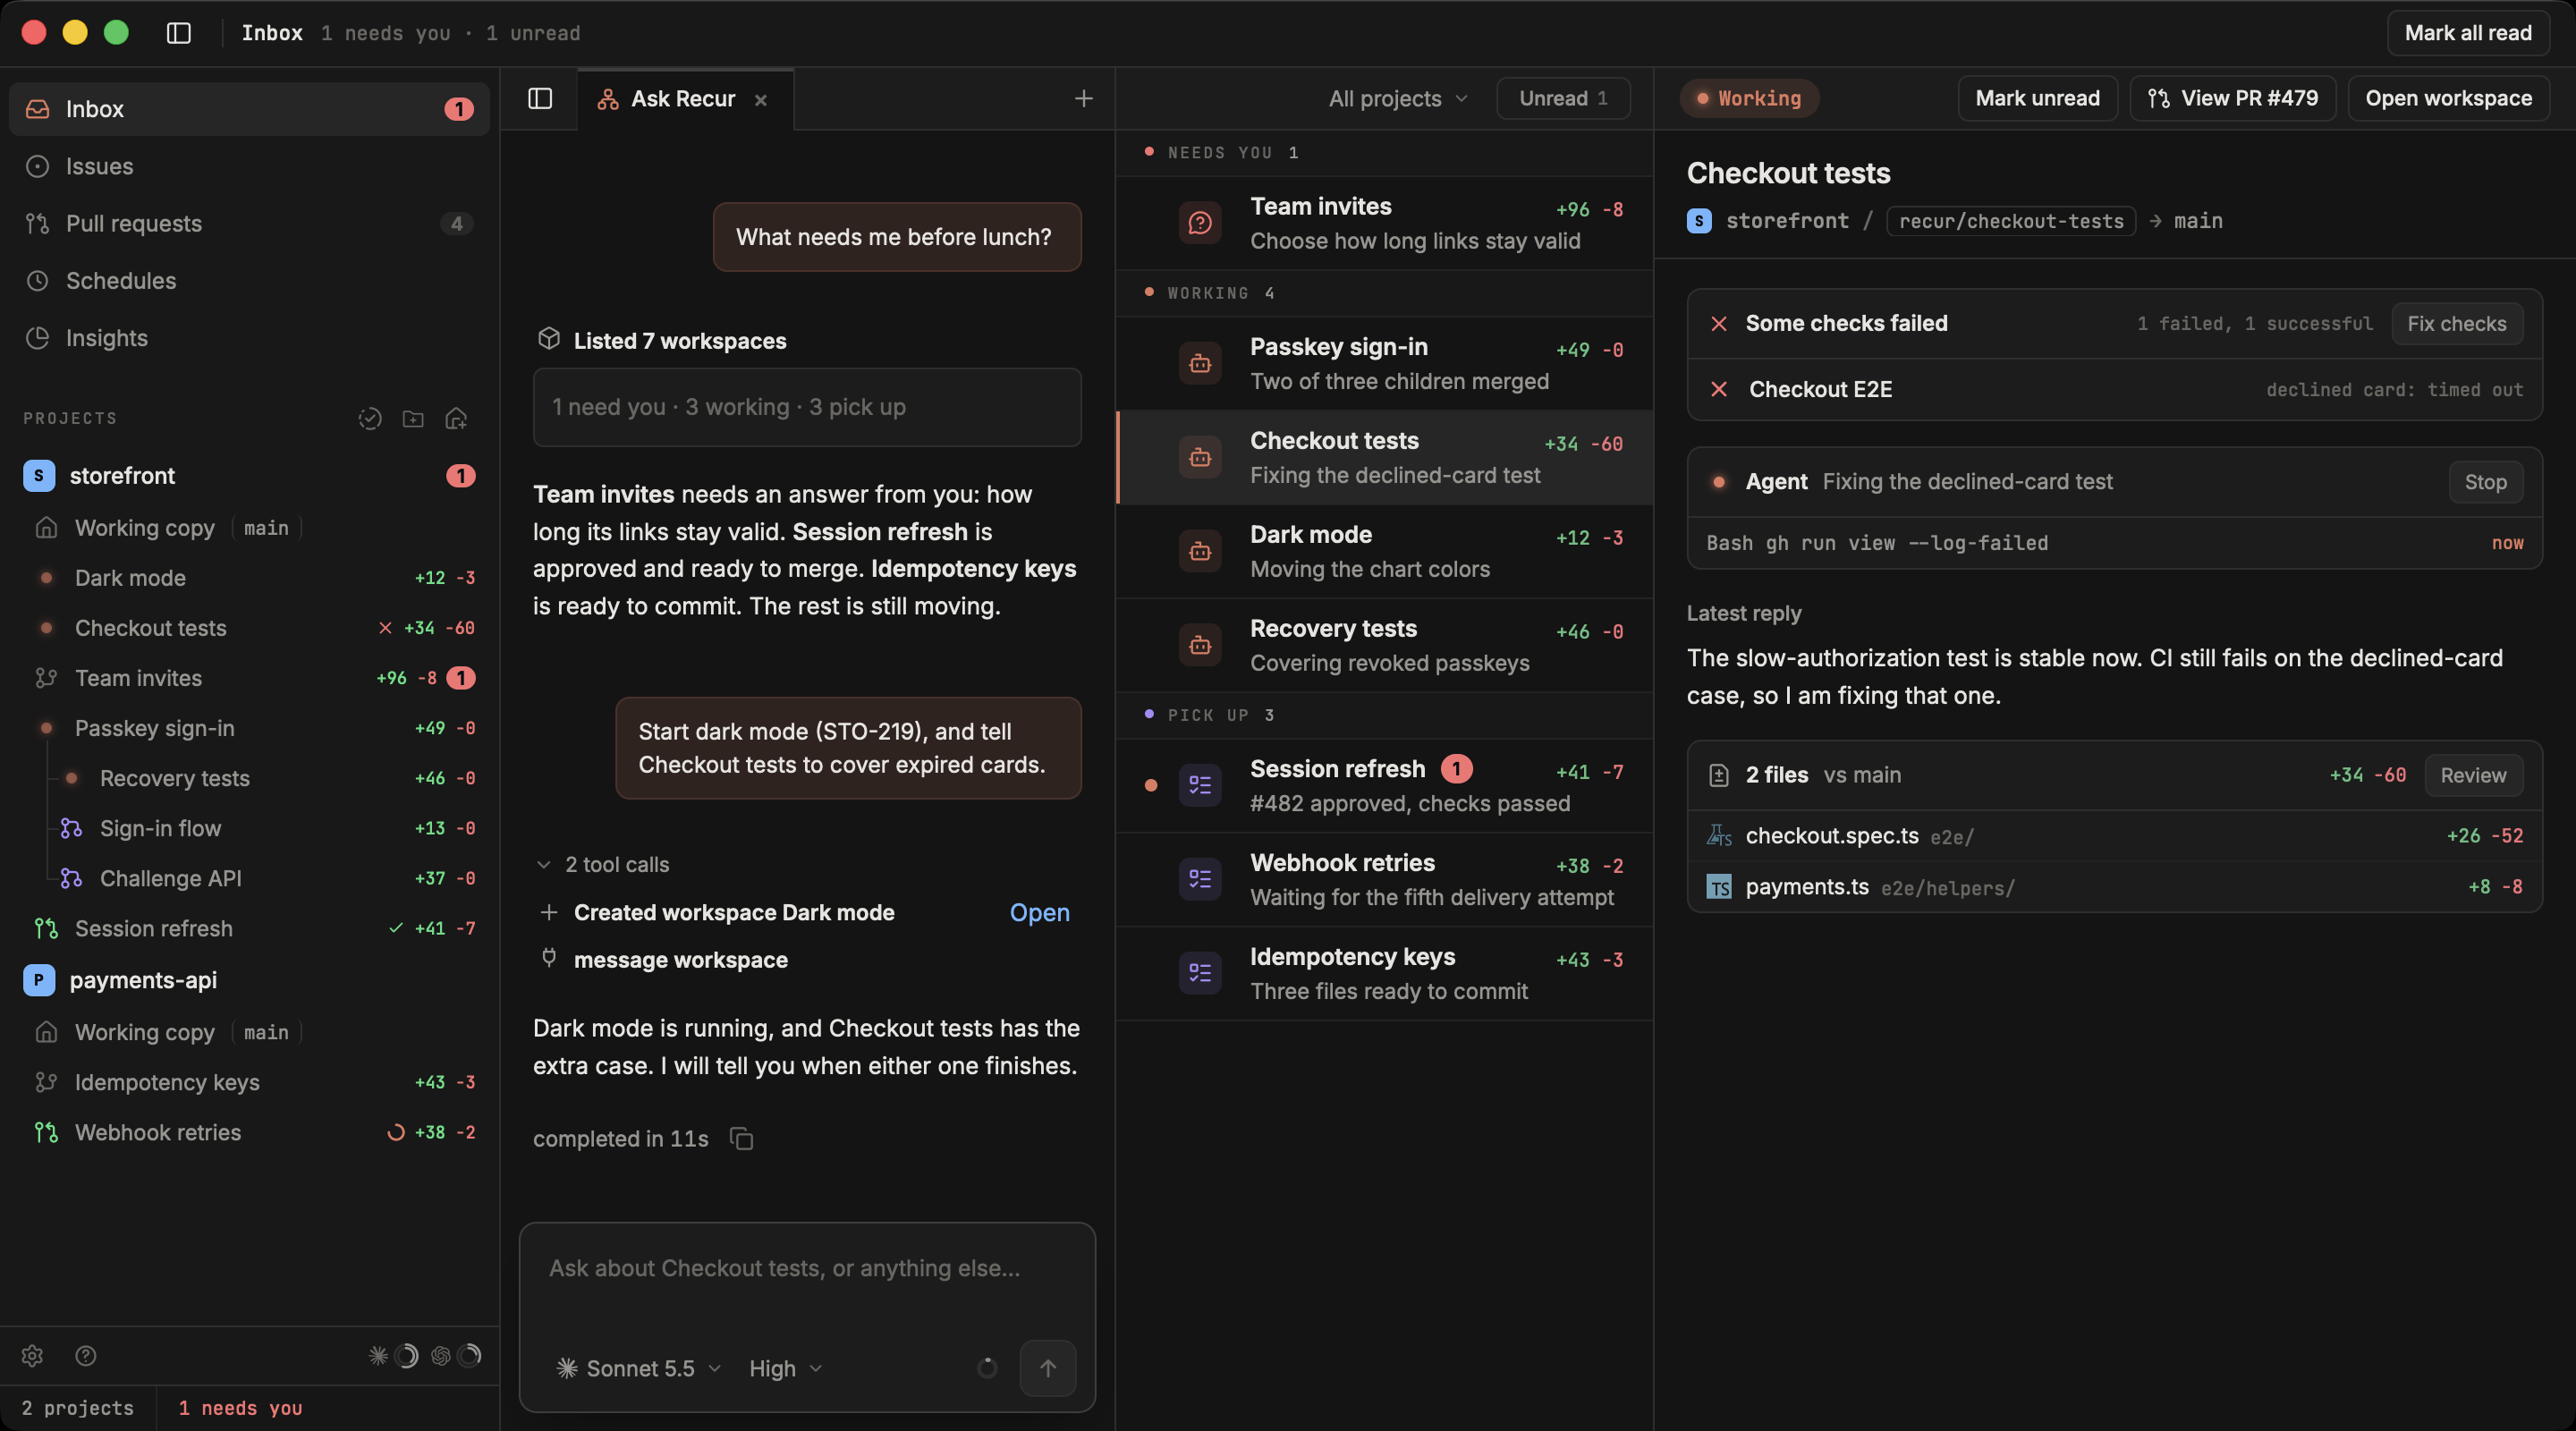 Inbox 1 needs you · 1 unread
Mark all read
Inbox 1
Issues
Pull requests 4
Schedules
Insights
PROJECTS
S storefront 1
Working copy main
Dark mode +12 -3
Checkout tests +34 -60
Team invites +96 -8 1
Passkey sign-in +49 -0
Recovery tests +46 -0
Sign-in flow +13 -0
Challenge API +37 -0
Session refresh +41 -7
P payments-api
Working copy main
Idempotency keys +43 -3
Webhook retries +38 -2
2 projects
1 needs you
Ask Recur
What needs me before lunch?
Listed 7 workspaces
1 need you · 3 working · 3 pick up
Team invites needs an answer from you: how
long its links stay valid. Session refresh is
approved and ready to merge. Idempotency keys
is ready to commit. The rest is still moving.
Start dark mode (STO-219), and tell
Checkout tests to cover expired cards.
2 tool calls
Created workspace Dark mode Open
message workspace
Dark mode is running, and Checkout tests has the
extra case. I will tell you when either one finishes.
completed in 11s
Ask about Checkout tests, or anything else...
Sonnet 5.5 High
All projects Unread 1
NEEDS YOU 1
Team invites +96 -8
Choose how long links stay valid
WORKING 4
Passkey sign-in +49 -0
Two of three children merged
Checkout tests +34 -60
Fixing the declined-card test
Dark mode +12 -3
Moving the chart colors
Recovery tests +46 -0
Covering revoked passkeys
PICK UP 3
Session refresh 1 +41 -7
#482 approved, checks passed
Webhook retries +38 -2
Waiting for the fifth delivery attempt
Idempotency keys +43 -3
Three files ready to commit
Working
Mark unread View PR #479 Open workspace
Checkout tests
S storefront / recur/checkout-tests → main
Some checks failed 1 failed, 1 successful Fix checks
Checkout E2E declined card: timed out
Agent Fixing the declined-card test Stop
Bash gh run view --log-failed now
Latest reply
The slow-authorization test is stable now. CI still fails on the declined-card
case, so I am fixing that one.
2 files vs main +34 -60 Review
TS checkout.spec.ts e2e/ +26 -52
TS payments.ts e2e/helpers/ +8 -8